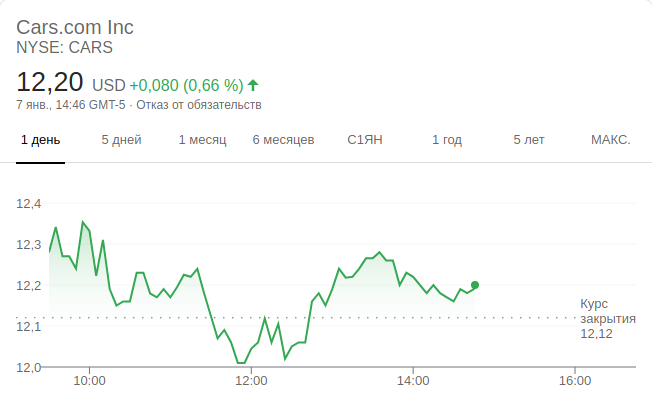 Cars.com Inc
NYSE: CARS
12,20 USD +0,080 (0,66 %)
7 янв., 14:46 GMT-5 · Отказ от обязательств
1 день 5 дней 1 месяц 6 месяцев С1ЯН 1 год 5 лет МАКС.
12,4
12,3
12,2
12,1
12,0
Курс
закрытия
12,12
10:00 12:00 14:00 16:00